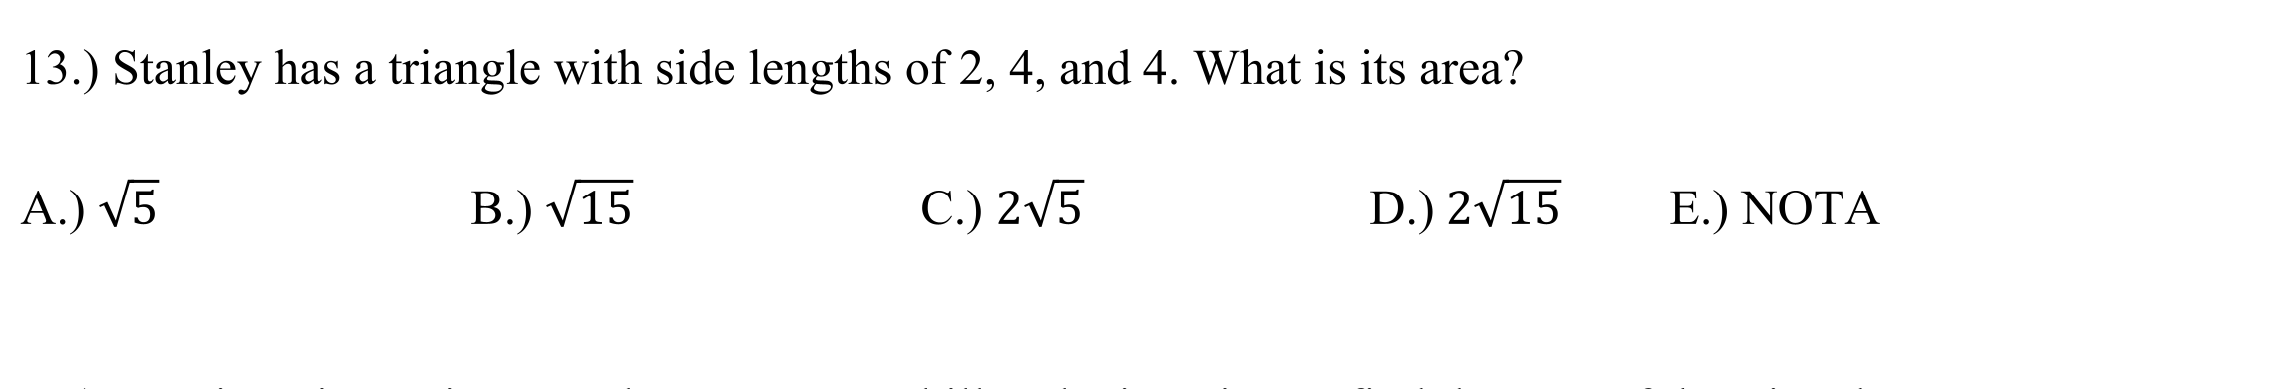 13.) Stanley has a triangle with side lengths of 2, 4, and 4. What is its area?
A.) √5 B.) √15 C.) 2√5 D.) 2√15 E.) NOTA